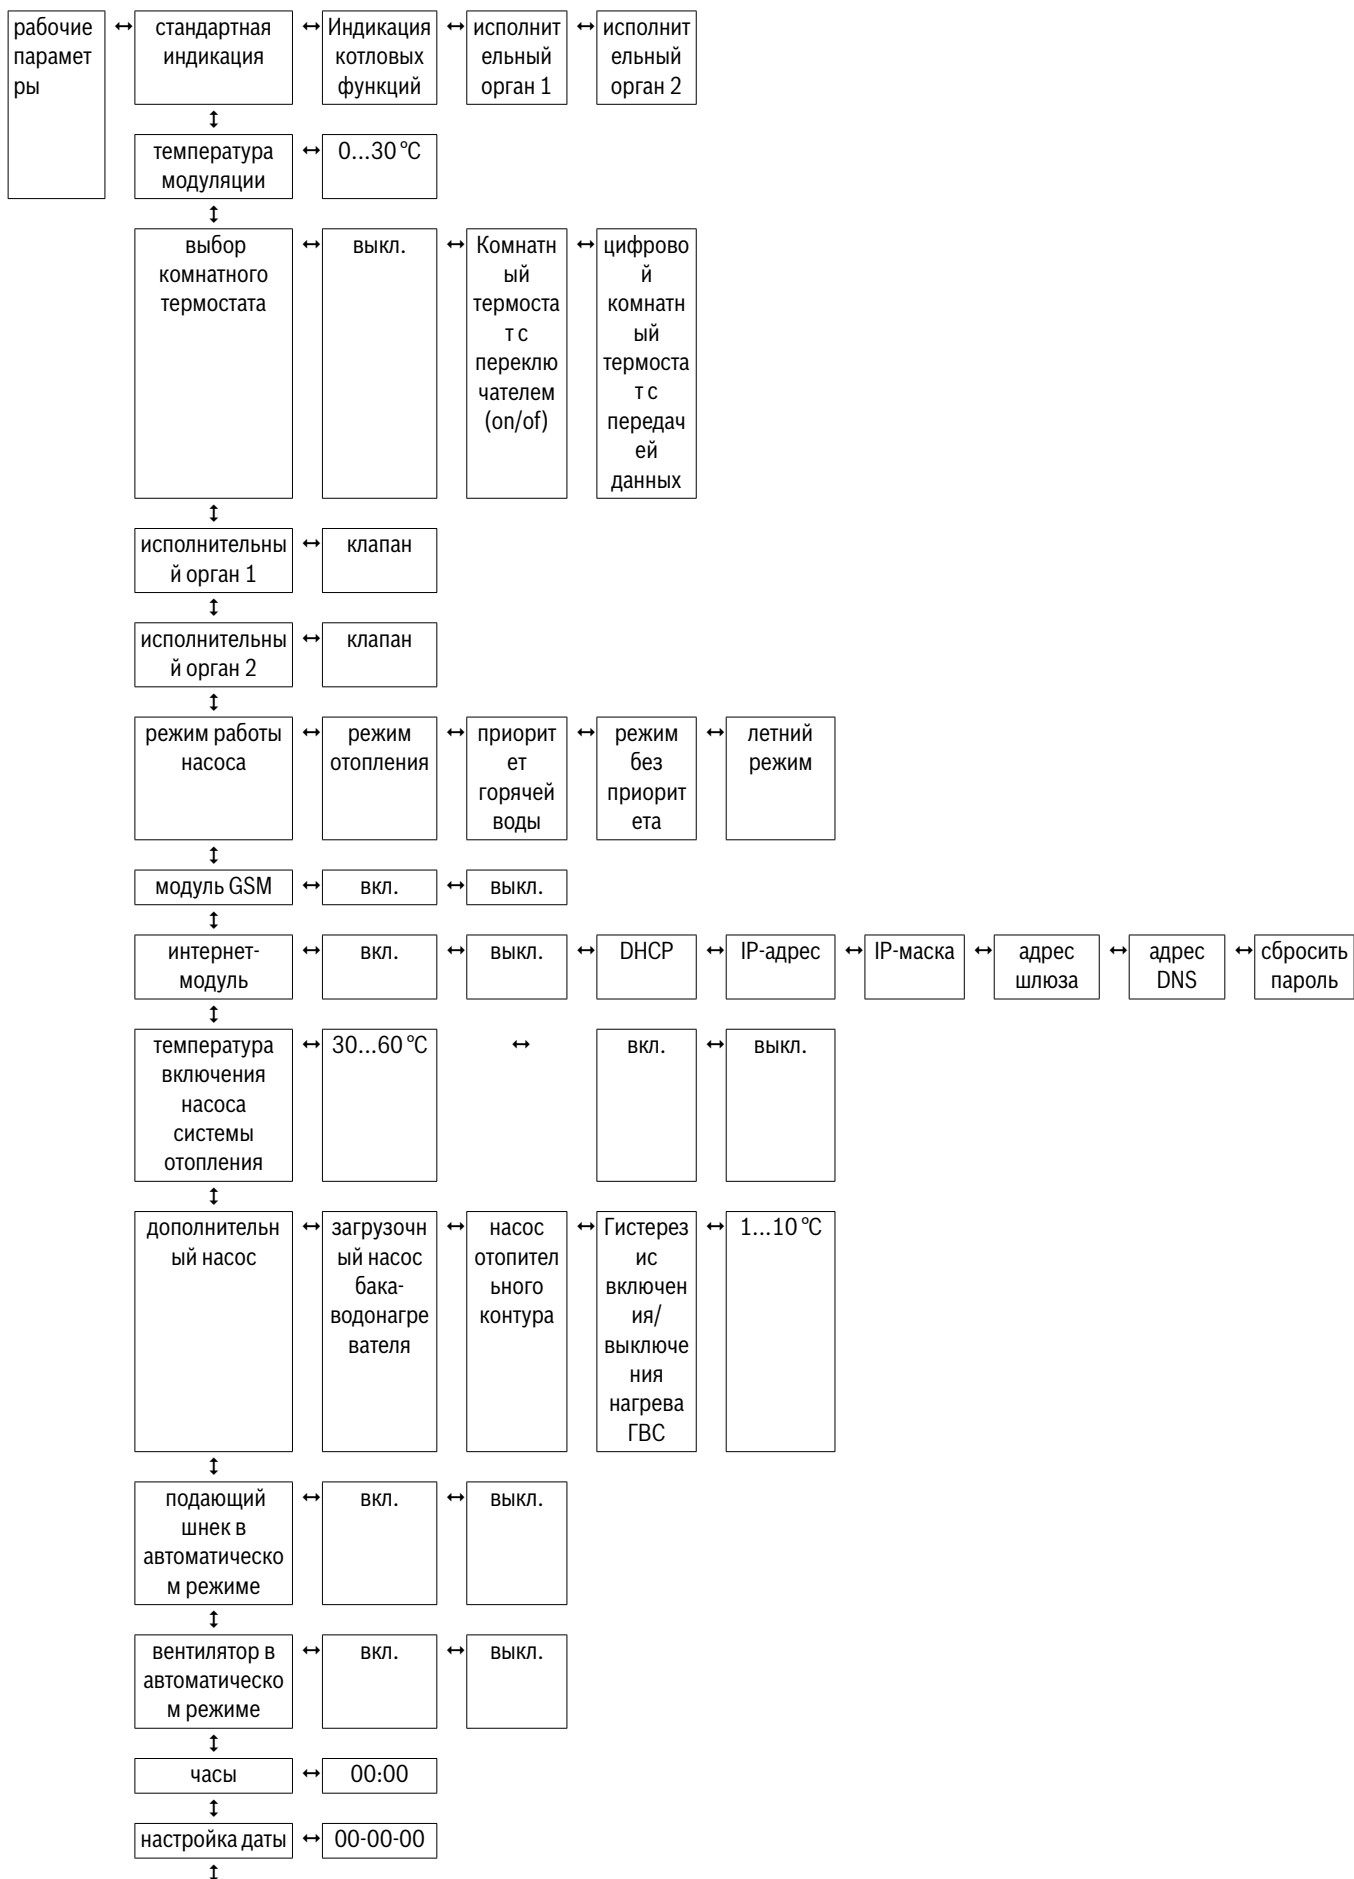 рабочие
парамет
ры
↔
стандартная
индикация
↔
Индикация
котловых
функций
↔
исполнит
ельный
орган 1
↔
исполнит
ельный
орган 2
↕
температура
модуляции
↔
0...30 °C
↕
выбор
комнатного
термостата
↔
выкл.
↔
Комнатн
ый
термоста
т с
переклю
чателем
(on/of)
↔
цифрово
й
комнатн
ый
термоста
т с
передач
ей
данных
↕
исполнительны
й орган 1
↔
клапан
↕
исполнительны
й орган 2
↔
клапан
↕
режим работы
насоса
↔
режим
отопления
↔
приорит
ет
горячей
воды
↔
режим
без
приорит
ета
↔
летний
режим
↕
модуль GSM
↔
вкл.
↔
выкл.
↕
интернет-
модуль
↔
вкл.
↔
выкл.
↔
DHCP
↔
IP-адрес
↔
IP-маска
↔
адрес
шлюза
↔
адрес
DNS
↔
сбросить
пароль
↕
температура
включения
насоса
системы
отопления
↔
30...60 °C
↔
вкл.
↔
выкл.
↕
дополнительн
ый насос
↔
загрузочн
ый насос
бака-
водонагре
вателя
↔
насос
отопител
ьного
контура
↔
Гистерез
ис
включен
ия/
выключе
ния
нагрева
ГВС
↔
1...10 °C
↕
подающий
шнек в
автоматическо
м режиме
↔
вкл.
↔
выкл.
↕
вентилятор в
автоматическо
м режиме
↔
вкл.
↔
выкл.
↕
часы
↔
00:00
↕
настройка даты
↔
00-00-00
↕